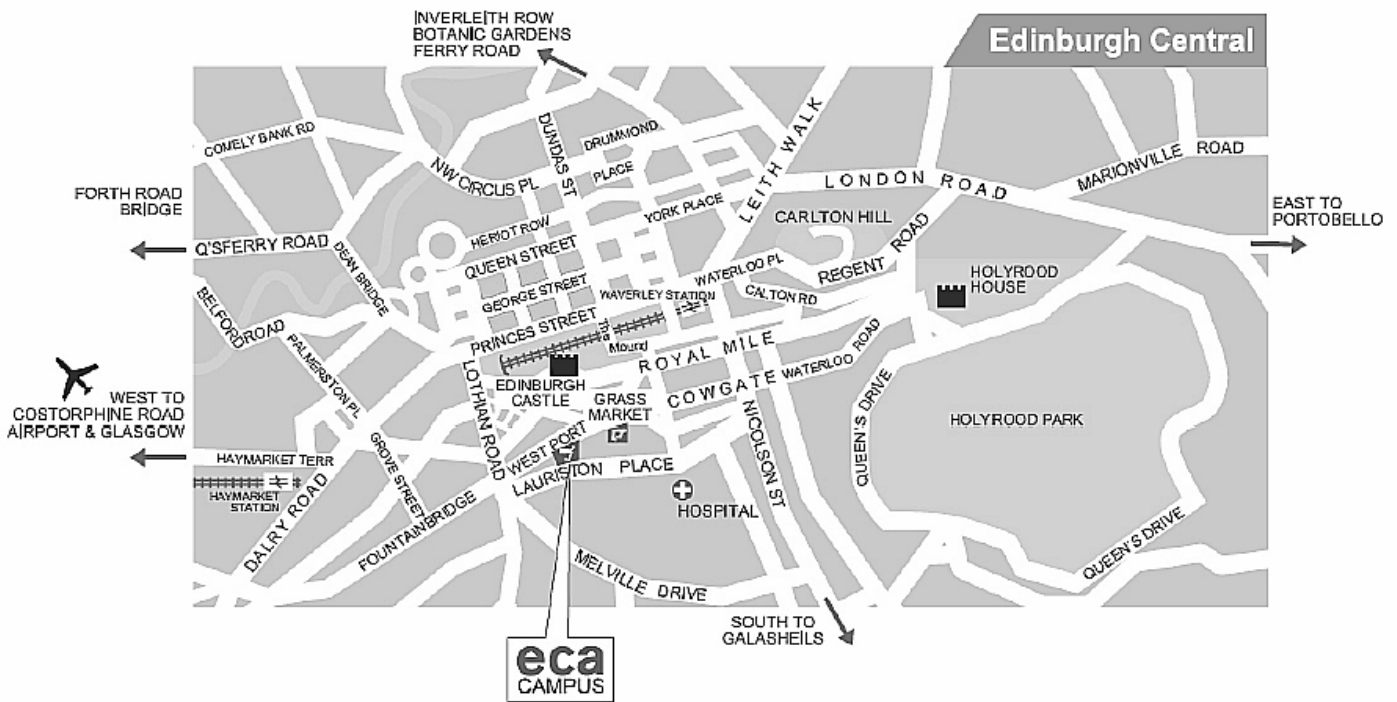 INVERLEITH ROW
BOTANIC GARDENS
FERRY ROAD
Edinburgh Central
COMELY BANK RD
NW CIRCUS PL
DUNDAS ST
DRUMMOND
PLACE
LEITH WALK
LONDON ROAD
MARIONVILLE ROAD
FORTH ROAD
BRIDGE
Q'SFERRY ROAD
DEAN BRIDGE
HERIOT ROW
YORK PLACE
QUEEN STREET
GEORGE STREET
PRINCES STREET
CARLTON HILL
REGENT ROAD
WATERLOO PL
CALTON RD
WAVERLEY STATION
EAST TO
PORTOBELLO
HOLYROOD
HOUSE
BELFORD ROAD
PALMERSTON PL
The
Mound
ROYAL MILE
COWGATE
WATERLOO ROAD
EDINBURGH
CASTLE
GRASS
MARKET
LOTHIAN ROAD
WEST PORT
LAURISTON PLACE
NICOLSON ST
QUEEN'S DRIVE
HOLYROOD PARK
WEST TO
COSTORPHINE ROAD
AIRPORT & GLASGOW
HAYMARKET TERR
HAYMARKET
STATION
GROVE STREET
DALRY ROAD
FOUNTAINBRIDGE
HOSPITAL
MELVILLE DRIVE
QUEEN'S DRIVE
SOUTH TO
GALASHEILS
eca
CAMPUS